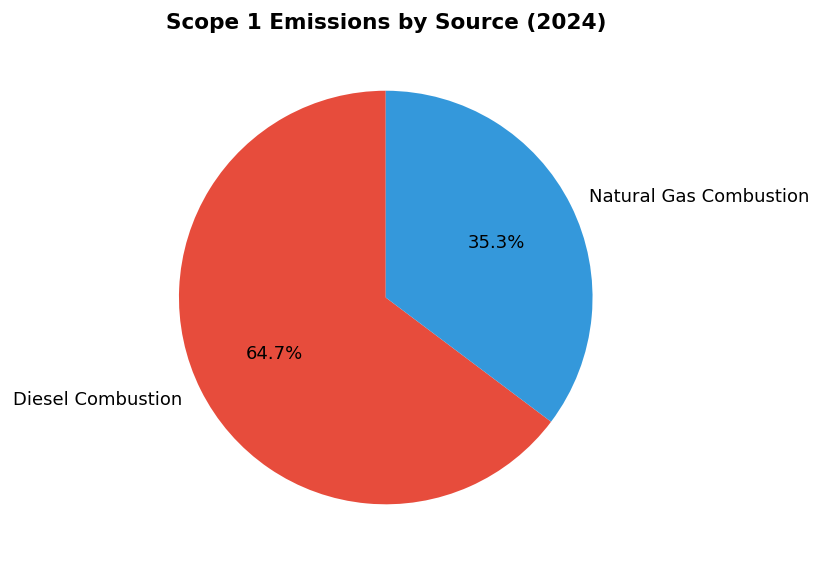 Scope 1 Emissions by Source (2024)
Natural Gas Combustion
35.3%
64.7%
Diesel Combustion